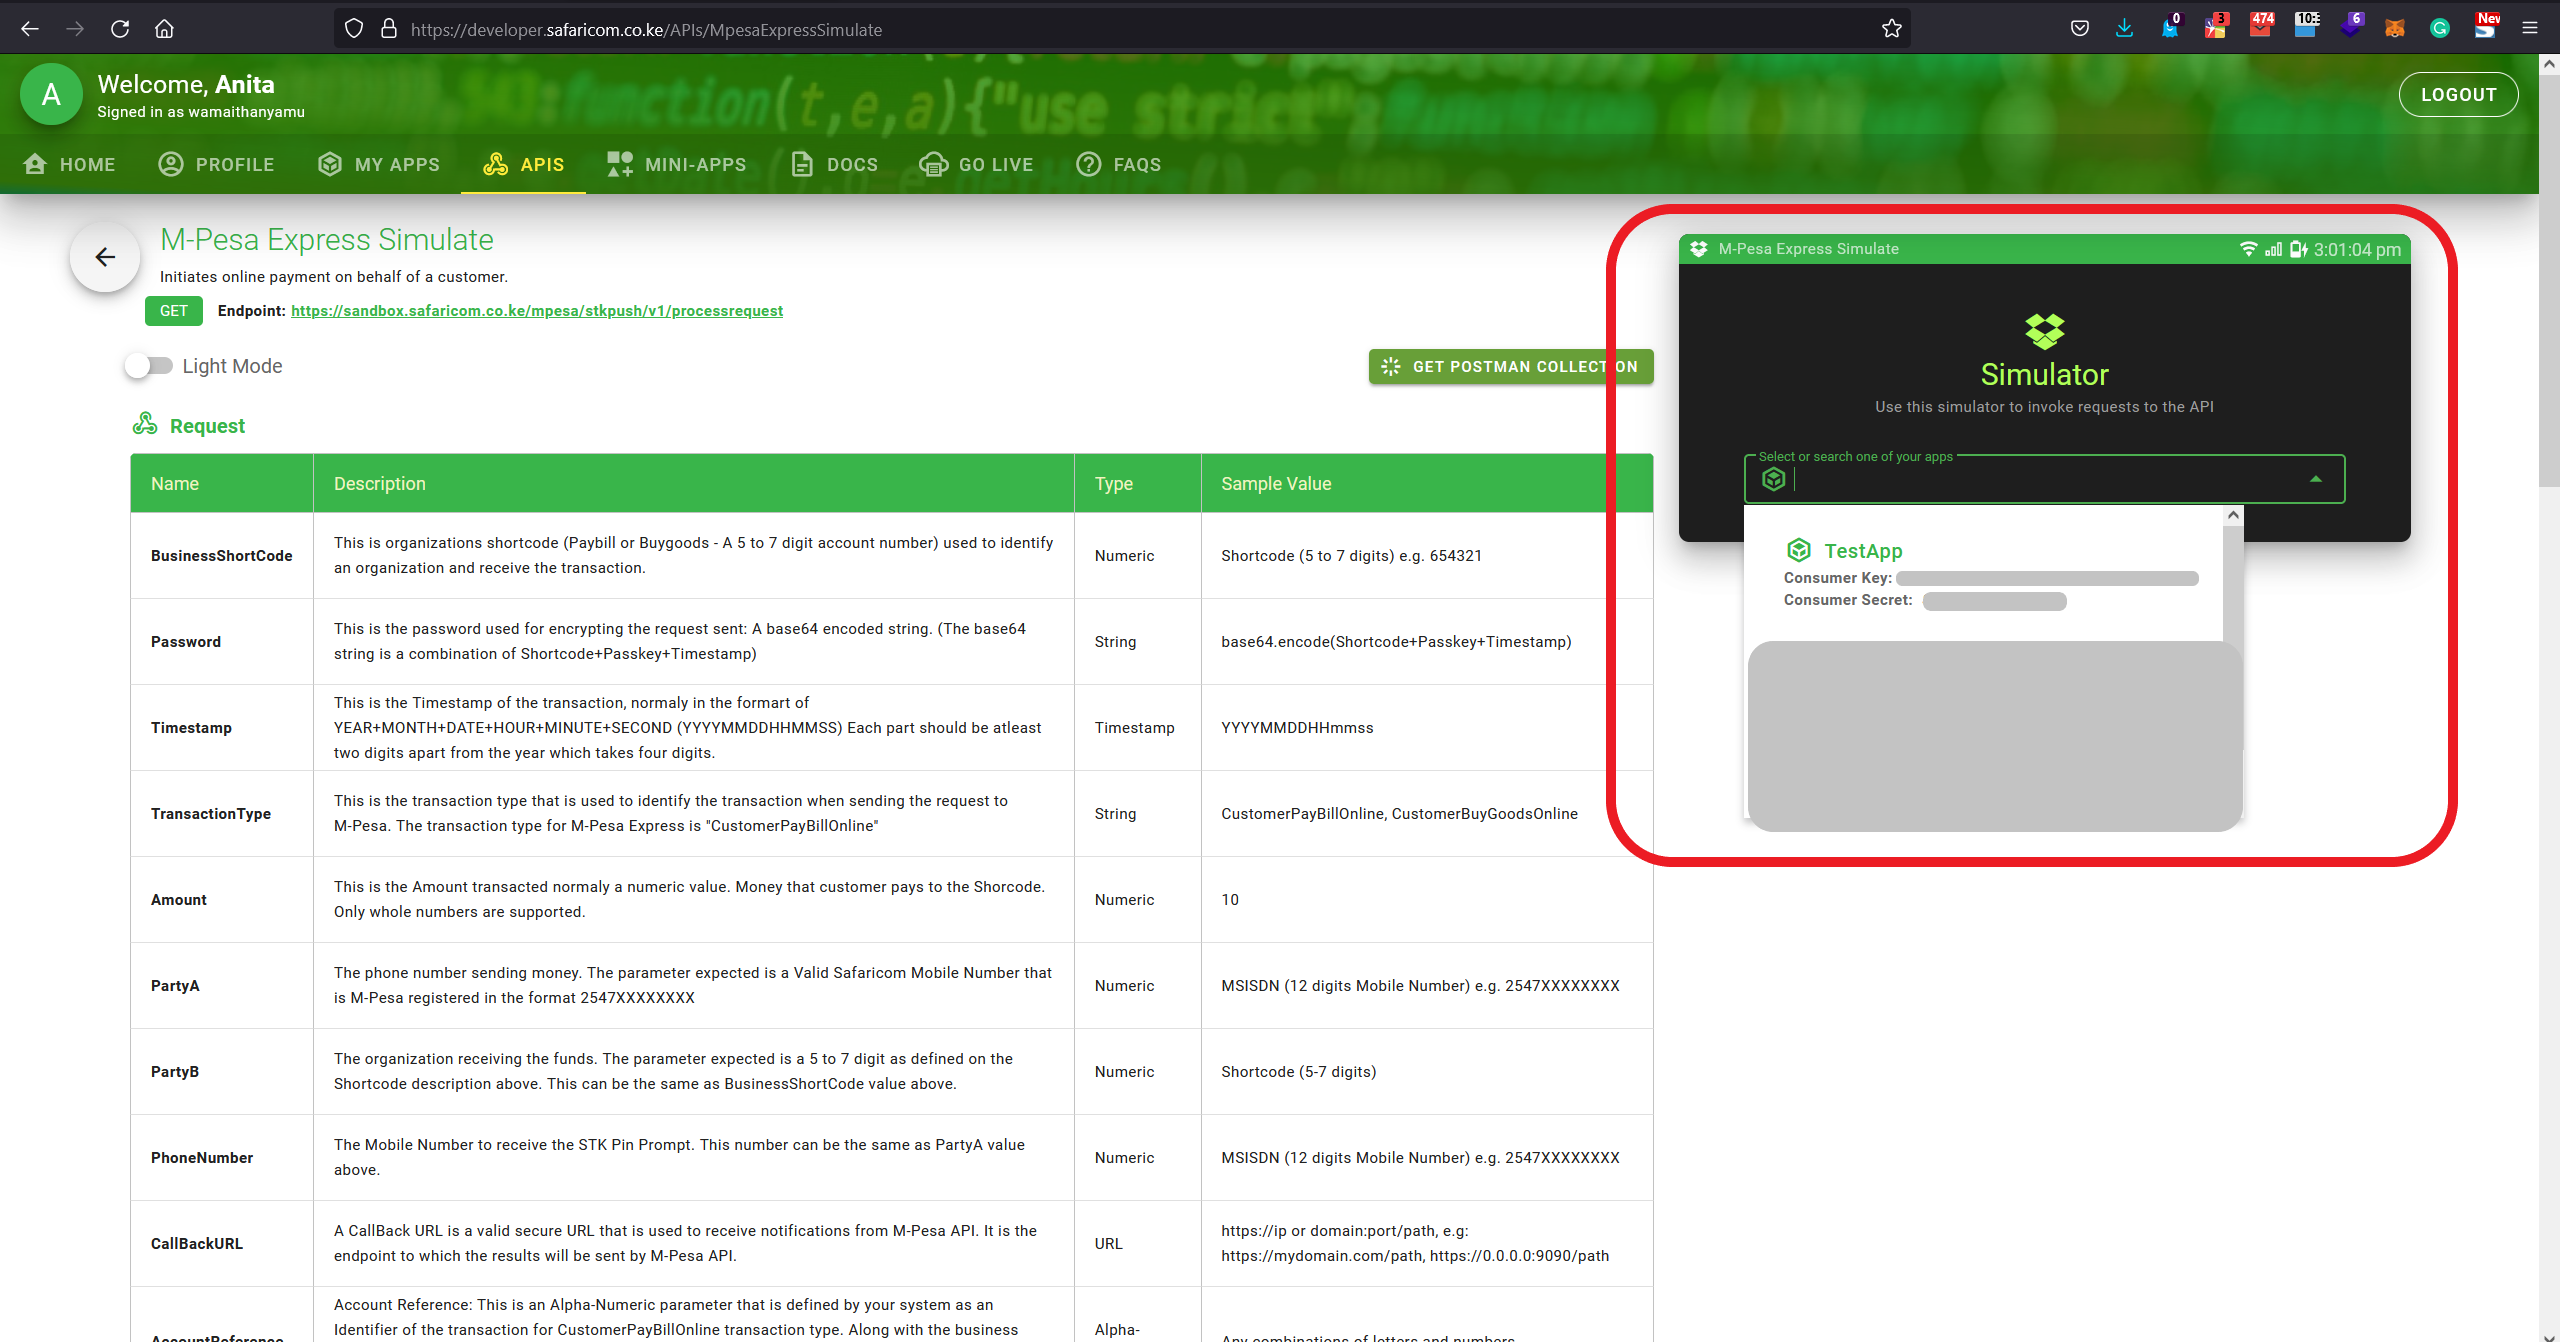 https://developer.safaricom.co.ke/APIs/MpesaExpressSimulate
0
3
474
10:3
6
New
A
Welcome, Anita
Signed in as wamaithanyamu
function(t,e,a){"use strict";
LOGOUT
HOME
PROFILE
MY APPS
APIS
MINI-APPS
DOCS
GO LIVE
FAQS
M-Pesa Express Simulate
Initiates online payment on behalf of a customer.
GET
Endpoint: https://sandbox.safaricom.co.ke/mpesa/stkpush/v1/processrequest
Light Mode
GET POSTMAN COLLECTION
Request
Name Description Type Sample Value
BusinessShortCode
This is organizations shortcode (Paybill or Buygoods - A 5 to 7 digit account number) used to identify
an organization and receive the transaction.
Numeric
Shortcode (5 to 7 digits) e.g. 654321
Password
This is the password used for encrypting the request sent: A base64 encoded string. (The base64
string is a combination of Shortcode+Passkey+Timestamp)
String
base64.encode(Shortcode+Passkey+Timestamp)
Timestamp
This is the Timestamp of the transaction, normaly in the formart of
YEAR+MONTH+DATE+HOUR+MINUTE+SECOND (YYYYMMDDHHMMSS) Each part should be atleast
two digits apart from the year which takes four digits.
Timestamp
YYYYMMDDHHmmss
TransactionType
This is the transaction type that is used to identify the transaction when sending the request to
M-Pesa. The transaction type for M-Pesa Express is "CustomerPayBillOnline"
String
CustomerPayBillOnline, CustomerBuyGoodsOnline
Amount
This is the Amount transacted normaly a numeric value. Money that customer pays to the Shorcode.
Only whole numbers are supported.
Numeric
10
PartyA
The phone number sending money. The parameter expected is a Valid Safaricom Mobile Number that
is M-Pesa registered in the format 2547XXXXXXXX
Numeric
MSISDN (12 digits Mobile Number) e.g. 2547XXXXXXXX
PartyB
The organization receiving the funds. The parameter expected is a 5 to 7 digit as defined on the
Shortcode description above. This can be the same as BusinessShortCode value above.
Numeric
Shortcode (5-7 digits)
PhoneNumber
The Mobile Number to receive the STK Pin Prompt. This number can be the same as PartyA value
above.
Numeric
MSISDN (12 digits Mobile Number) e.g. 2547XXXXXXXX
CallBackURL
A CallBack URL is a valid secure URL that is used to receive notifications from M-Pesa API. It is the
endpoint to which the results will be sent by M-Pesa API.
URL
https://ip or domain:port/path, e.g:
https://mydomain.com/path, https://0.0.0.0:9090/path
AccountReference
Account Reference: This is an Alpha-Numeric parameter that is defined by your system as an
Identifier of the transaction for CustomerPayBillOnline transaction type. Along with the business
Alpha-
Any combinations of letters and numbers
M-Pesa Express Simulate
3:01:04 pm
Simulator
Use this simulator to invoke requests to the API
Select or search one of your apps
TestApp
Consumer Key:
Consumer Secret: